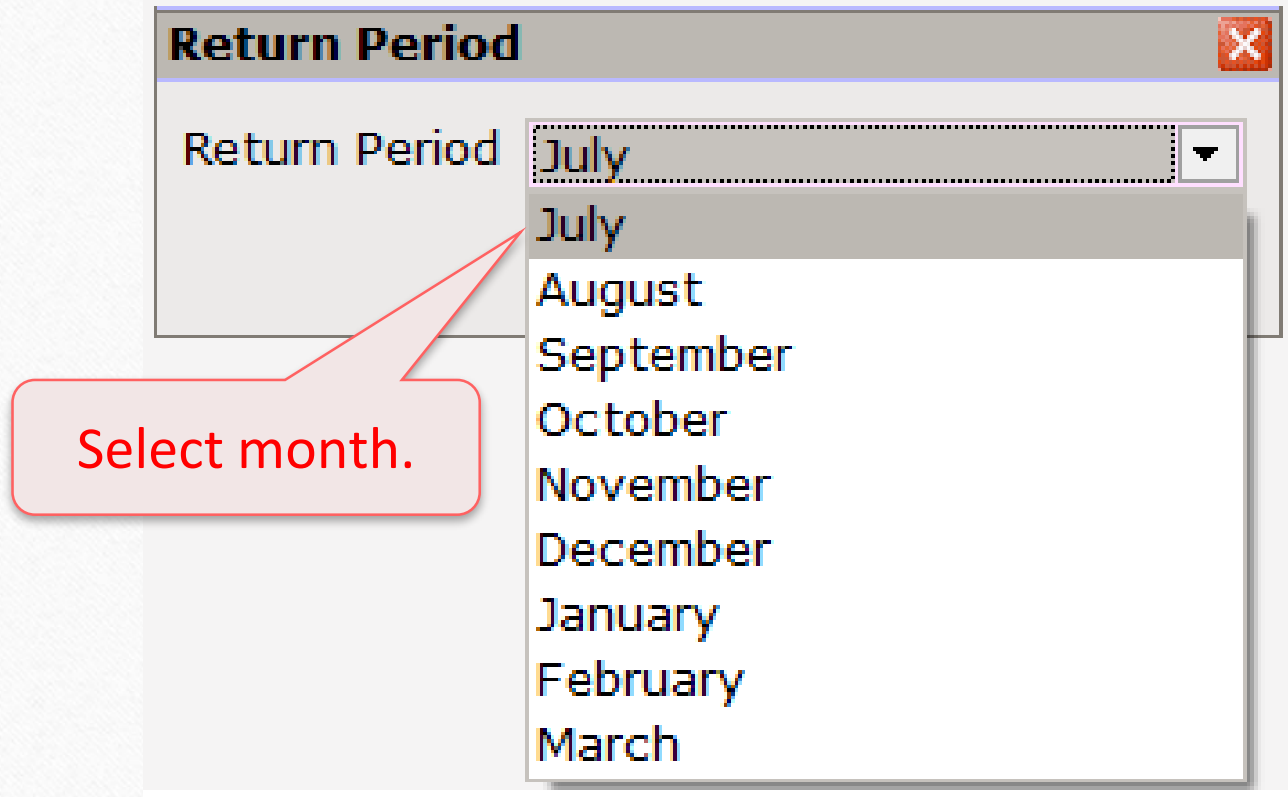 Return Period
Return Period July
July
August
September
October
November
December
January
February
March
Select month.